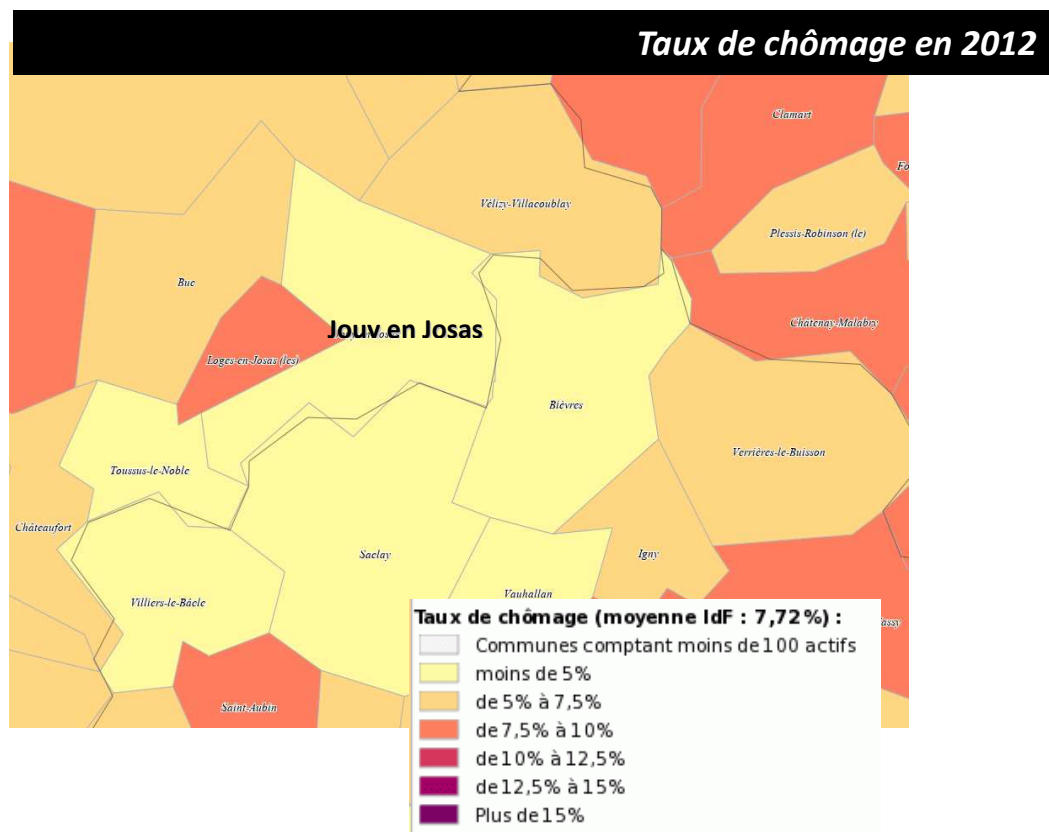 Taux de chômage en 2012
Clamart
Fo
Vélizy-Villacoublay
Plessis-Robinson (le)
Buc
Châtenay-Malabry
Jouv en Josas
Loges-en-Josas (les)
Bièvres
Verrières-le-Buisson
Toussus-le-Noble
Châteaufort
Saclay
Igny
Villiers-le-Bâcle
Vauhallan
assy
Saint-Aubin
Taux de chômage (moyenne IdF : 7,72%) :
Communes comptant moins de 100 actifs
moins de 5%
de 5% à 7,5%
de 7,5% à 10%
de 10% à 12,5%
de 12,5% à 15%
Plus de 15%